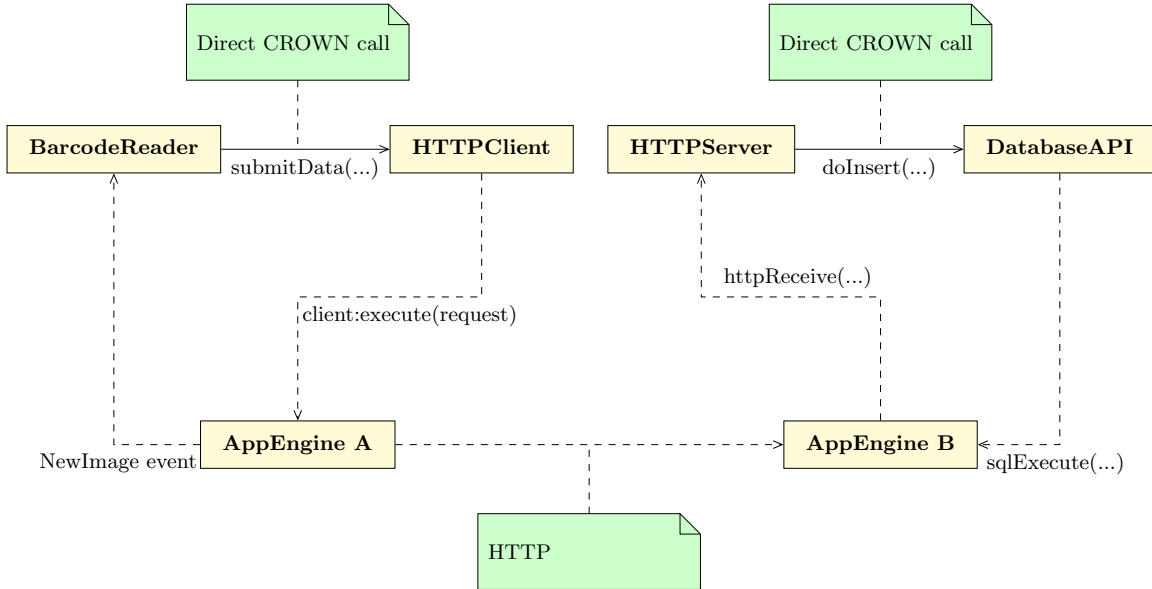 Direct CROWN call
Direct CROWN call
BarcodeReader
submitData(...)
HTTPClient
HTTPServer
doInsert(...)
DatabaseAPI
httpReceive(...)
client:execute(request)
NewImage event
AppEngine A
AppEngine B
sqlExecute(...)
HTTP